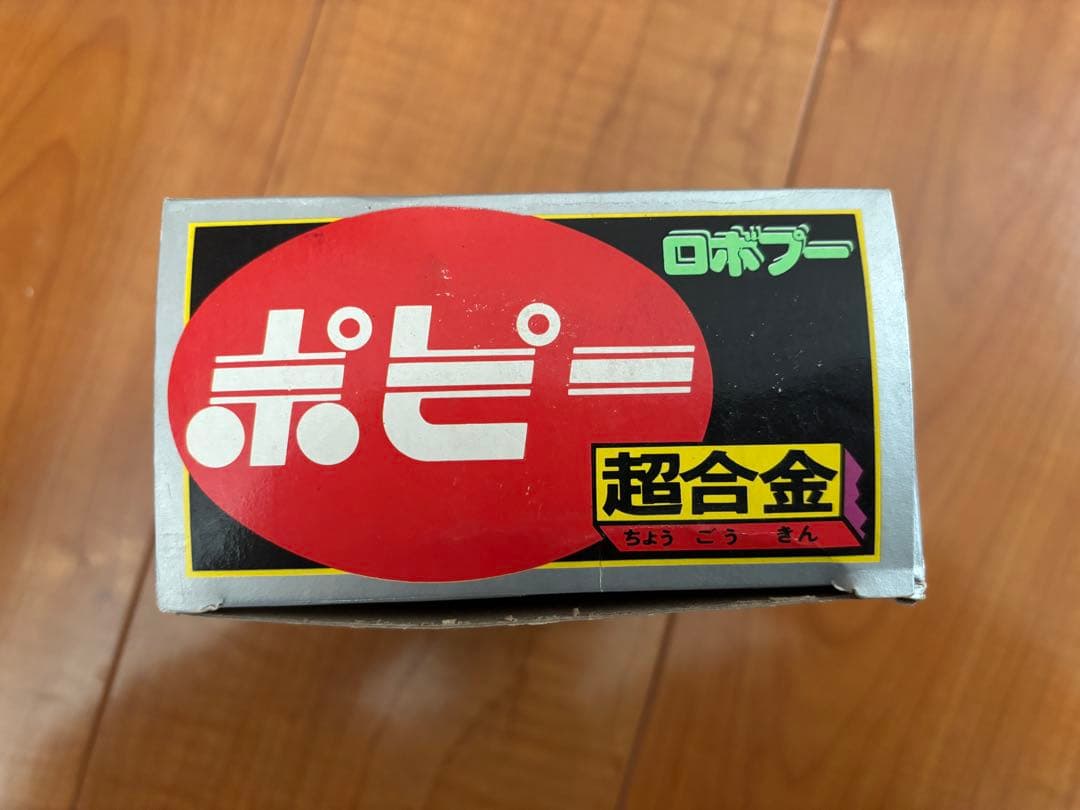 ロボプー
ポピー
超合金
ちょう ごう きん